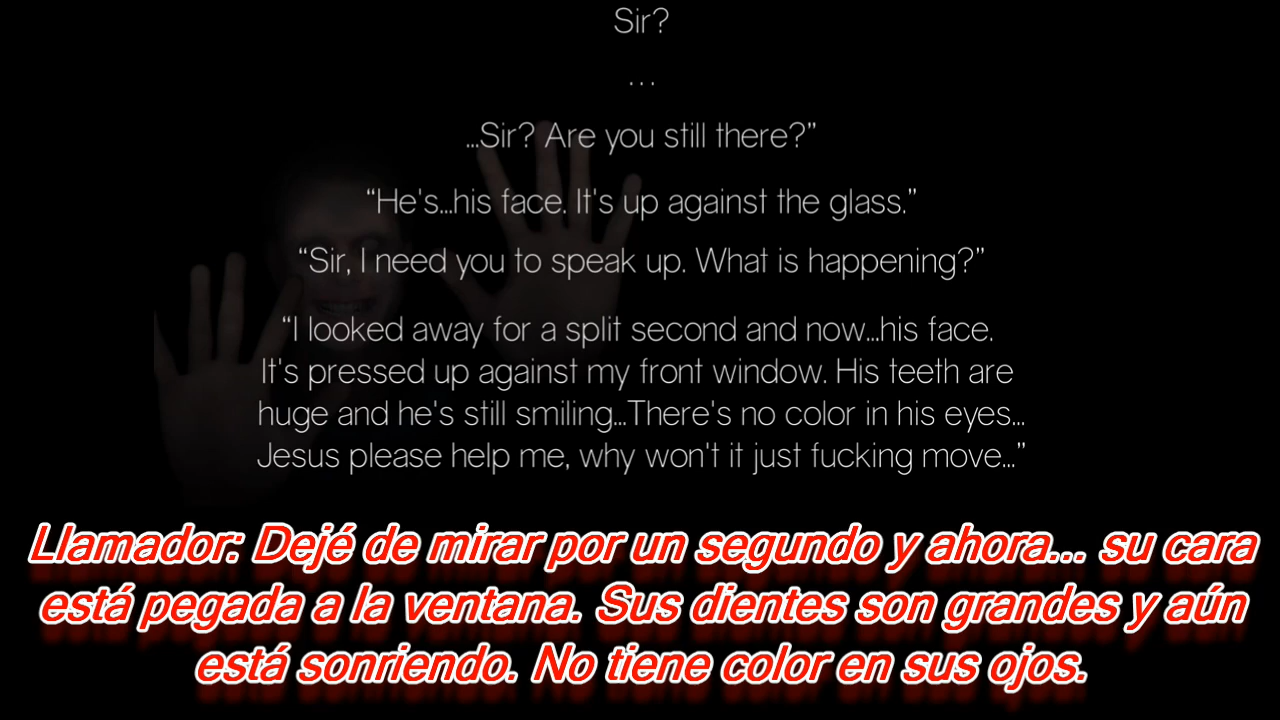 Sir?
...
...Sir? Are you still there?”
“He's...his face. It's up against the glass.”
“Sir, I need you to speak up. What is happening?”
“I looked away for a split second and now...his face.
It's pressed up against my front window. His teeth are
huge and he's still smiling...There's no color in his eyes...
Jesus please help me, why won't it just fucking move...”
Llamador: Dejé de mirar por un segundo y ahora... su cara
está pegada a la ventana. Sus dientes son grandes y aún
está sonriendo. No tiene color en sus ojos.